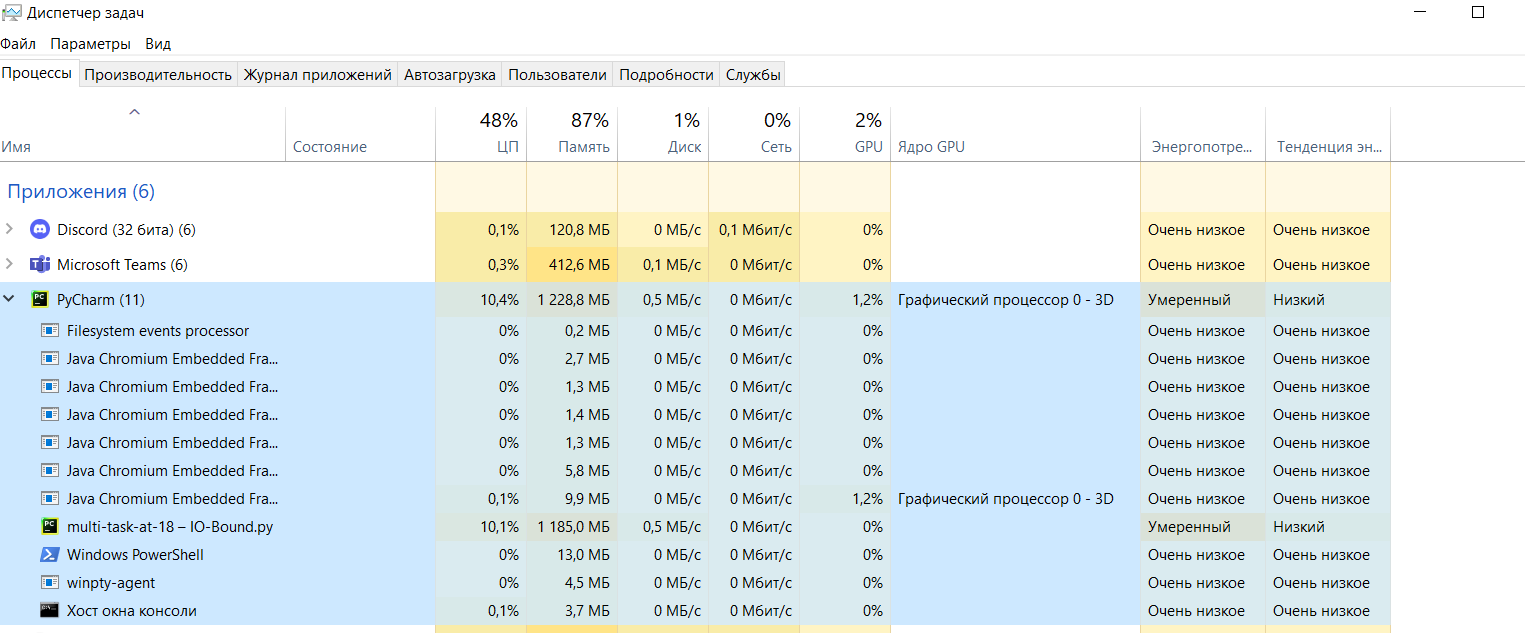 Диспетчер задач
Файл Параметры Вид
Процессы Производительность Журнал приложений Автозагрузка Пользователи Подробности Службы
48% 87% 1% 0% 2%
Имя Состояние ЦП Память Диск Сеть GPU Ядро GPU Энергопотре... Тенденция эн...
Приложения (6)
Discord (32 бита) (6) 0,1% 120,8 МБ 0 МБ/с 0,1 Мбит/с 0% Очень низкое Очень низкое
Microsoft Teams (6) 0,3% 412,6 МБ 0,1 МБ/с 0 Мбит/с 0% Очень низкое Очень низкое
PyCharm (11) 10,4% 1 228,8 МБ 0,5 МБ/с 0 Мбит/с 1,2% Графический процессор 0 - 3D Умеренный Низкий
Filesystem events processor 0% 0,2 МБ 0 МБ/с 0 Мбит/с 0% Очень низкое Очень низкое
Java Chromium Embedded Fra... 0% 2,7 МБ 0 МБ/с 0 Мбит/с 0% Очень низкое Очень низкое
Java Chromium Embedded Fra... 0% 1,3 МБ 0 МБ/с 0 Мбит/с 0% Очень низкое Очень низкое
Java Chromium Embedded Fra... 0% 1,4 МБ 0 МБ/с 0 Мбит/с 0% Очень низкое Очень низкое
Java Chromium Embedded Fra... 0% 1,3 МБ 0 МБ/с 0 Мбит/с 0% Очень низкое Очень низкое
Java Chromium Embedded Fra... 0% 5,8 МБ 0 МБ/с 0 Мбит/с 0% Очень низкое Очень низкое
Java Chromium Embedded Fra... 0,1% 9,9 МБ 0 МБ/с 0 Мбит/с 1,2% Графический процессор 0 - 3D Очень низкое Очень низкое
multi-task-at-18 – IO-Bound.py 10,1% 1 185,0 МБ 0,5 МБ/с 0 Мбит/с 0% Умеренный Низкий
Windows PowerShell 0% 13,0 МБ 0 МБ/с 0 Мбит/с 0% Очень низкое Очень низкое
winpty-agent 0% 4,5 МБ 0 МБ/с 0 Мбит/с 0% Очень низкое Очень низкое
Хост окна консоли 0,1% 3,7 МБ 0 МБ/с 0 Мбит/с 0% Очень низкое Очень низкое